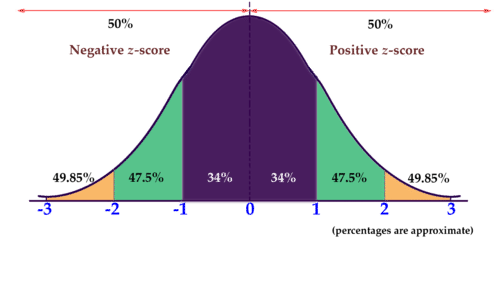 50% 50%
Negative z-score Positive z-score
49.85% 47.5% 34% 34% 47.5% 49.85%
-3 -2 -1 0 1 2 3
(percentages are approximate)